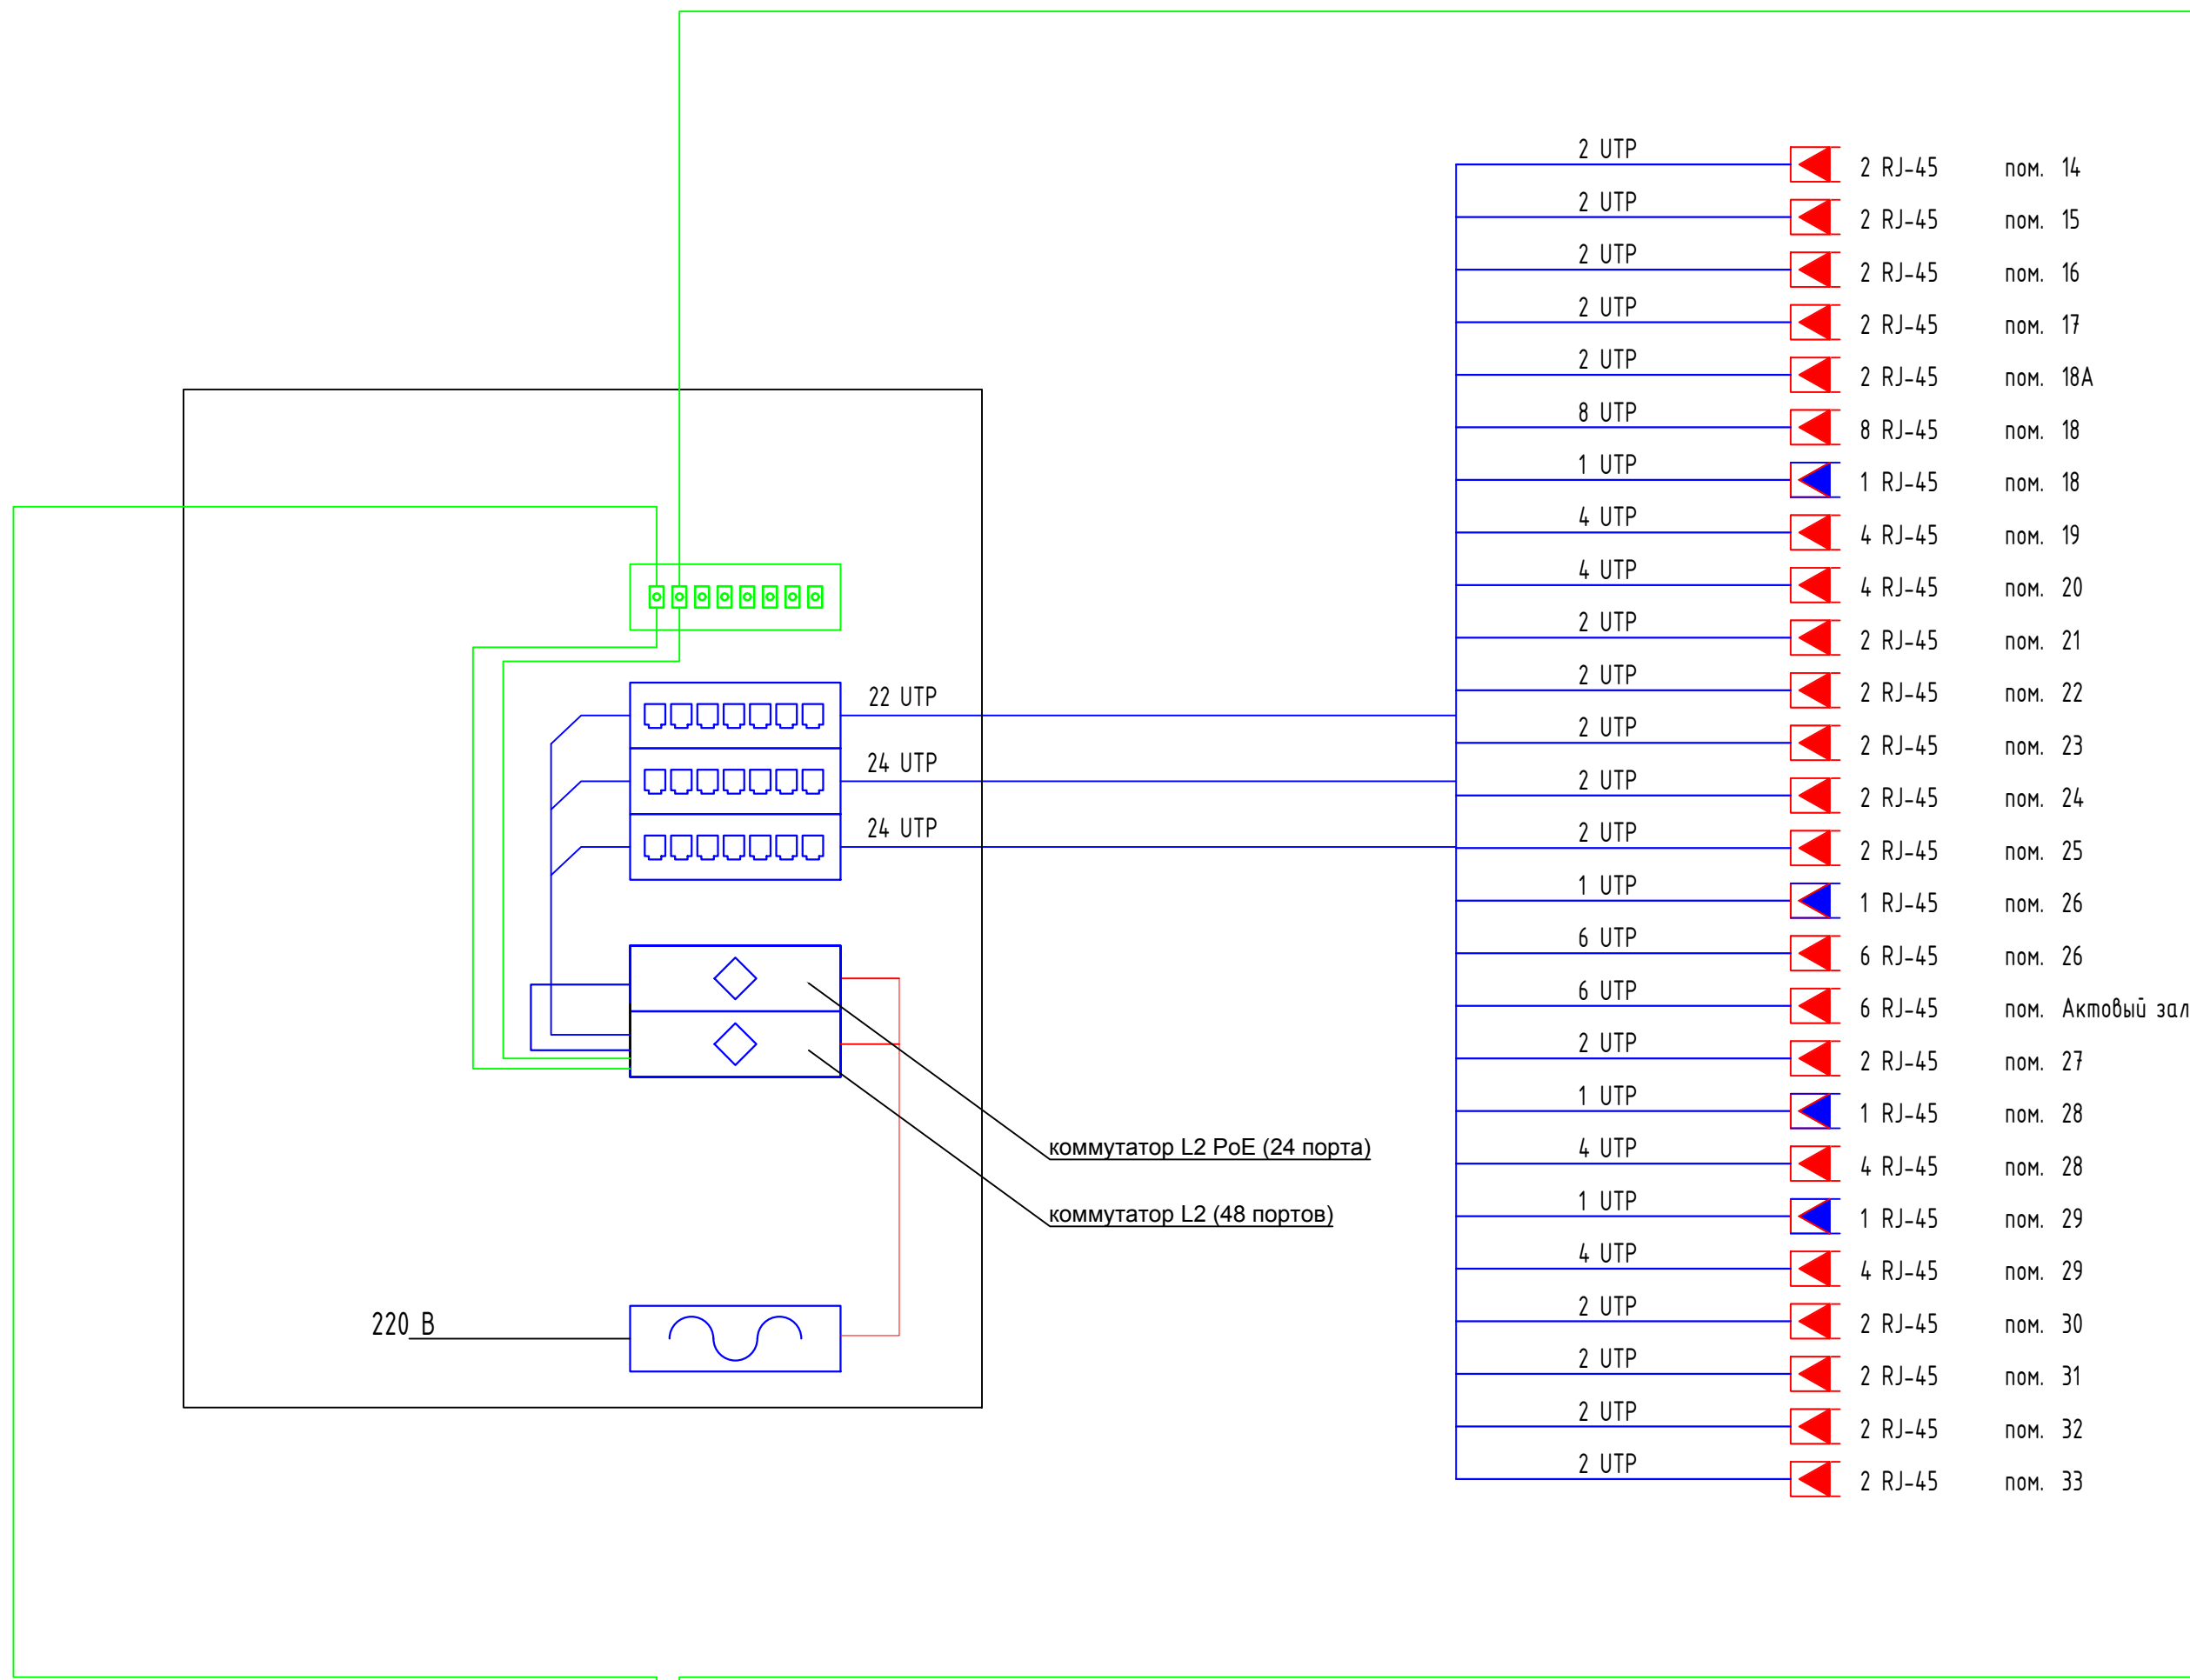 2 UTP 2 RJ-45 пом. 14
2 UTP 2 RJ-45 пом. 15
2 UTP 2 RJ-45 пом. 16
2 UTP 2 RJ-45 пом. 17
2 UTP 2 RJ-45 пом. 18А
8 UTP 8 RJ-45 пом. 18
1 UTP 1 RJ-45 пом. 18
4 UTP 4 RJ-45 пом. 19
4 UTP 4 RJ-45 пом. 20
2 UTP 2 RJ-45 пом. 21
2 UTP 2 RJ-45 пом. 22
2 UTP 2 RJ-45 пом. 23
2 UTP 2 RJ-45 пом. 24
2 UTP 2 RJ-45 пом. 25
1 UTP 1 RJ-45 пом. 26
6 UTP 6 RJ-45 пом. 26
6 UTP 6 RJ-45 пом. Актовый зал
2 UTP 2 RJ-45 пом. 27
1 UTP 1 RJ-45 пом. 28
4 UTP 4 RJ-45 пом. 28
1 UTP 1 RJ-45 пом. 29
4 UTP 4 RJ-45 пом. 29
2 UTP 2 RJ-45 пом. 30
2 UTP 2 RJ-45 пом. 31
2 UTP 2 RJ-45 пом. 32
2 UTP 2 RJ-45 пом. 33
22 UTP
24 UTP
24 UTP
коммутатор L2 PoE (24 порта)
коммутатор L2 (48 портов)
220 В